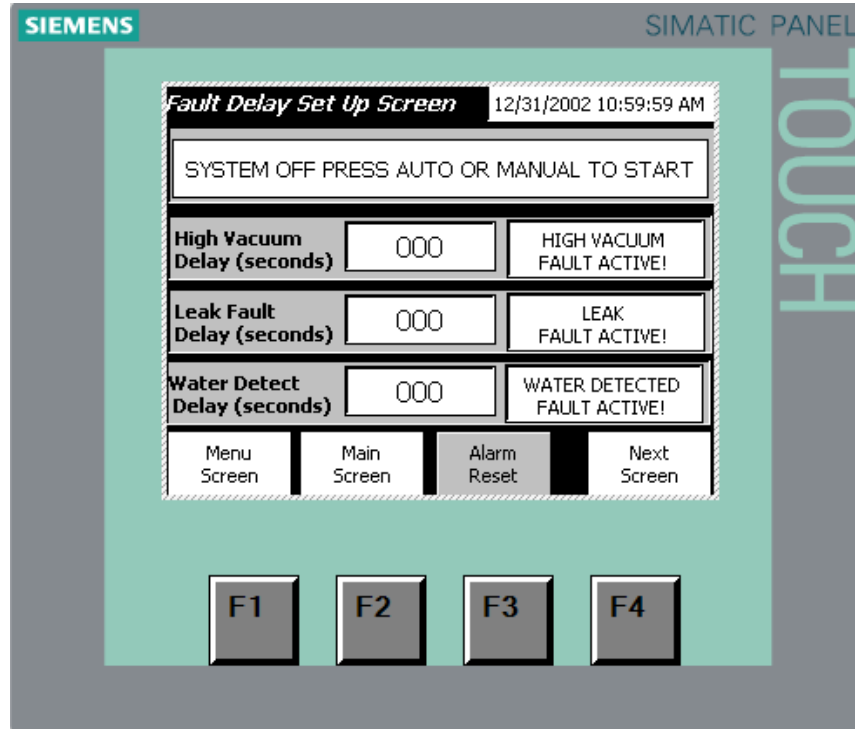 SIEMENS
SIMATIC PANEL
TOUCH
Fault Delay Set Up Screen 12/31/2002 10:59:59 AM
SYSTEM OFF PRESS AUTO OR MANUAL TO START
High Vacuum
Delay (seconds)
000
HIGH VACUUM
FAULT ACTIVE!
Leak Fault
Delay (seconds)
000
LEAK
FAULT ACTIVE!
Water Detect
Delay (seconds)
000
WATER DETECTED
FAULT ACTIVE!
Menu
Screen
Main
Screen
Alarm
Reset
Next
Screen
F1 F2 F3 F4